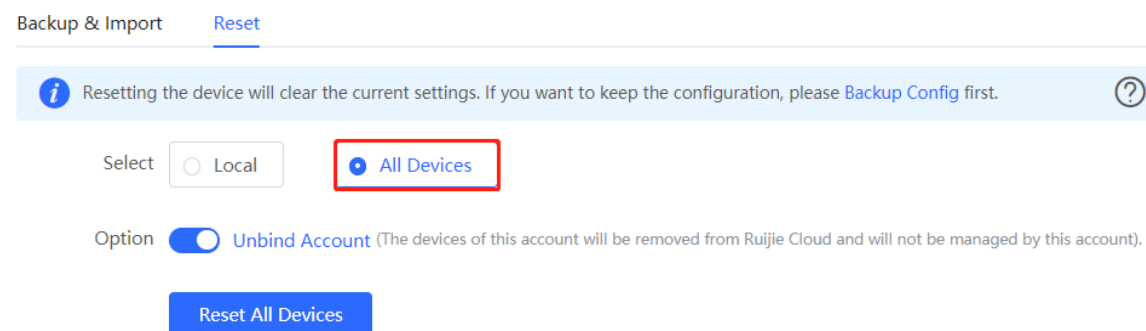 Backup & Import Reset
Resetting the device will clear the current settings. If you want to keep the configuration, please Backup Config first.
Select Local All Devices
Option Unbind Account (The devices of this account will be removed from Ruijie Cloud and will not be managed by this account).
Reset All Devices